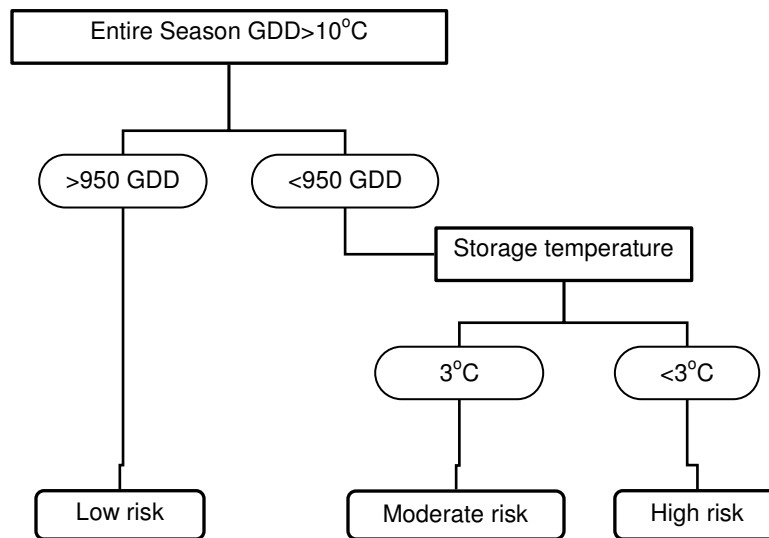 Entire Season GDD>10°C
>950 GDD
<950 GDD
Storage temperature
3°C
<3°C
Low risk
Moderate risk
High risk